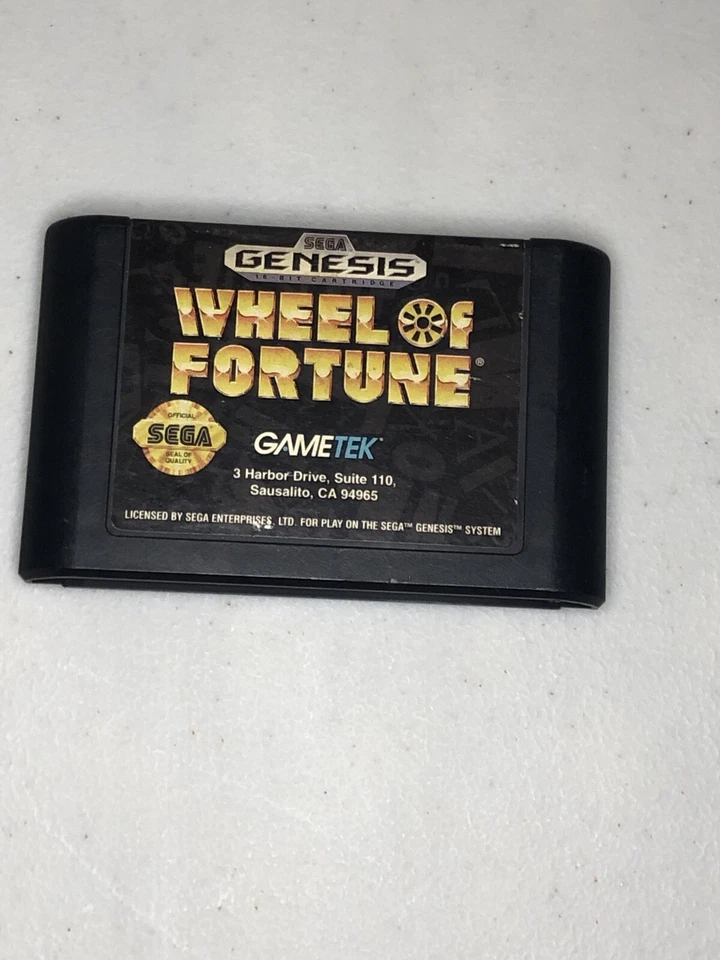 SEGA
GENESIS
16-BIT CARTRIDGE
WHEEL OF
FORTUNE®
OFFICIAL
SEGA
SEAL OF
QUALITY
GAMETEK™
3 Harbor Drive, Suite 110,
Sausalito, CA 94965
LICENSED BY SEGA ENTERPRISES, LTD. FOR PLAY ON THE SEGA™ GENESIS™ SYSTEM